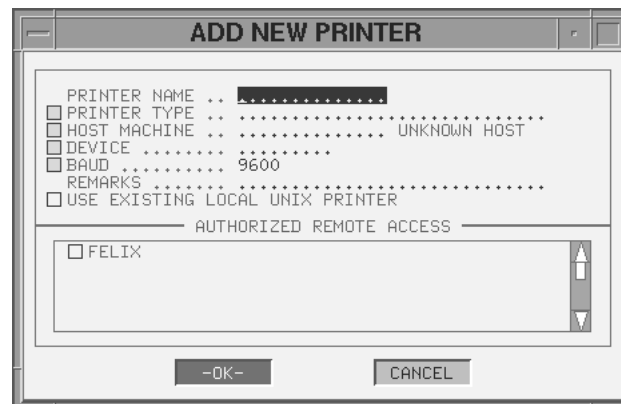 ADD NEW PRINTER
PRINTER NAME .. ...............
PRINTER TYPE .. ...............................
HOST MACHINE .. ............... UNKNOWN HOST
DEVICE ........ .........
BAUD .......... 9600
REMARKS ....... ...............................
USE EXISTING LOCAL UNIX PRINTER
AUTHORIZED REMOTE ACCESS
FELIX
-OK- CANCEL